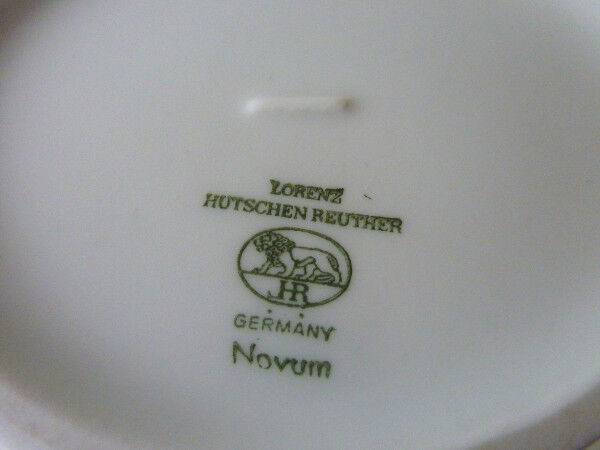 LORENZ
HUTSCHEN REUTHER
HR
GERMANY
Novum